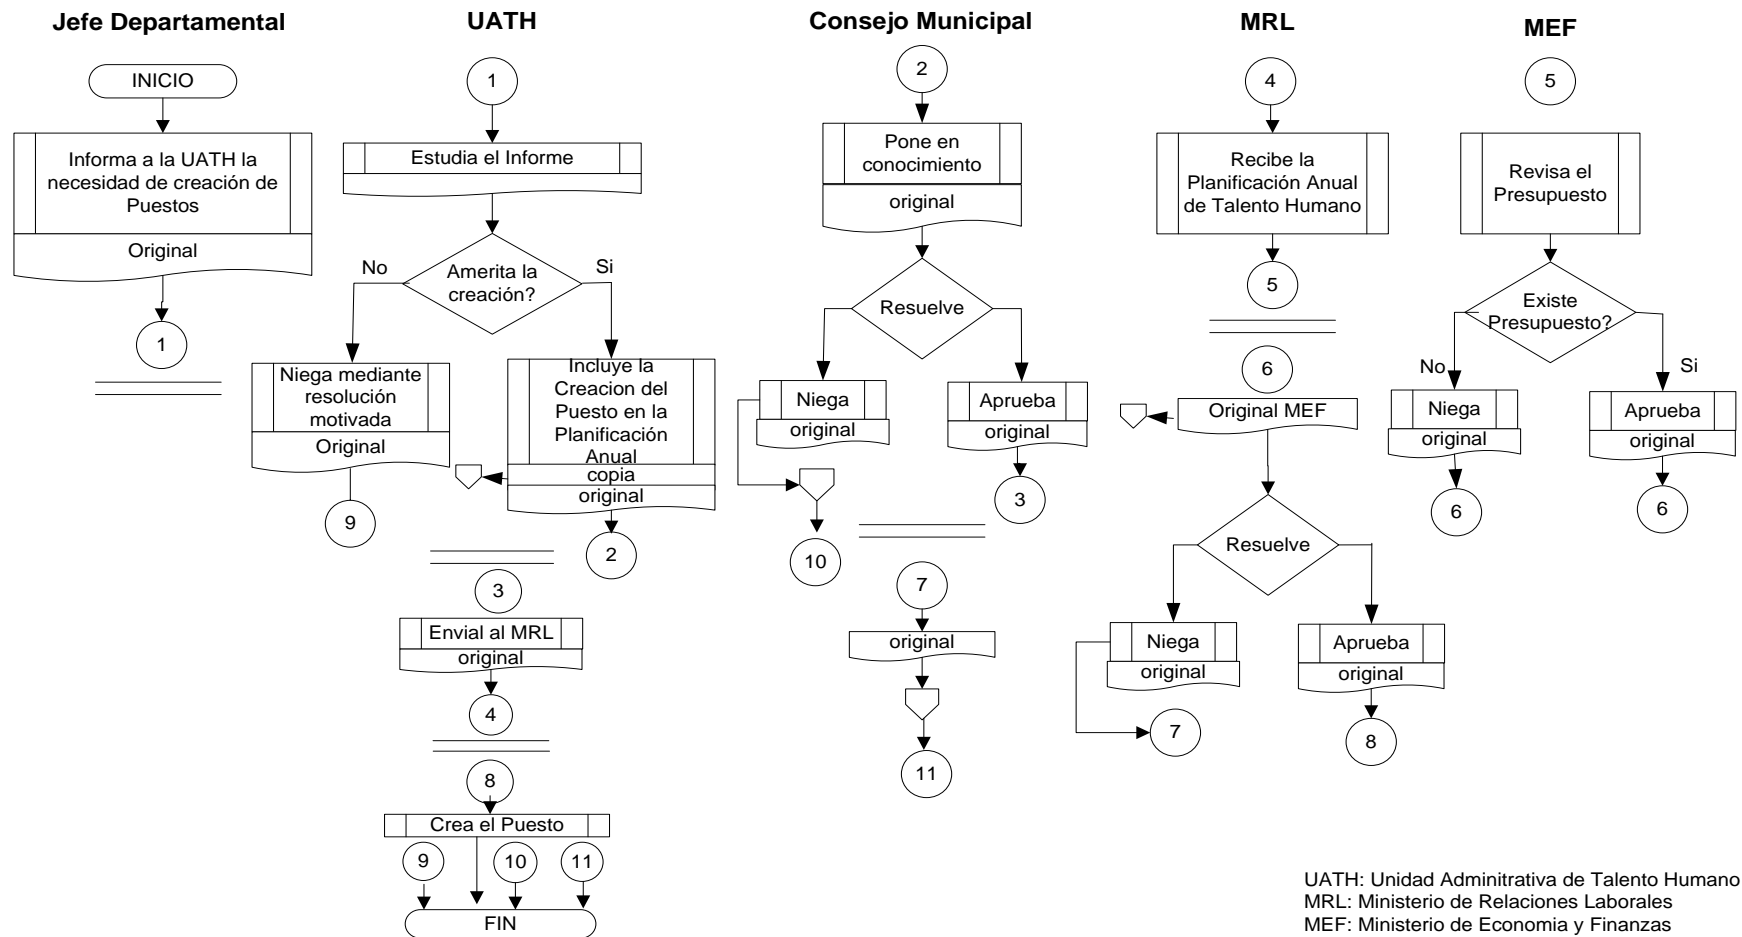 Jefe Departamental
INICIO
Informa a la UATH la
necesidad de creación de
Puestos
Original
1
UATH
1
Estudia el Informe
Amerita la
creación?
No
Si
Niega mediante
resolución
motivada
Original
9
Incluye la
Creacion del
Puesto en la
Planificación
Anual
copia
original
2
3
Envial al MRL
original
4
8
Crea el Puesto
9
10
11
FIN
Consejo Municipal
2
Pone en
conocimiento
original
Resuelve
Niega
original
10
Aprueba
original
3
7
original
11
MRL
4
Recibe la
Planificación Anual
de Talento Humano
5
6
Original MEF
Resuelve
Niega
original
7
Aprueba
original
8
MEF
5
Revisa el
Presupuesto
Existe
Presupuesto?
No
Si
Niega
original
6
Aprueba
original
6
UATH: Unidad Adminitrativa de Talento Humano
MRL: Ministerio de Relaciones Laborales
MEF: Ministerio de Economia y Finanzas